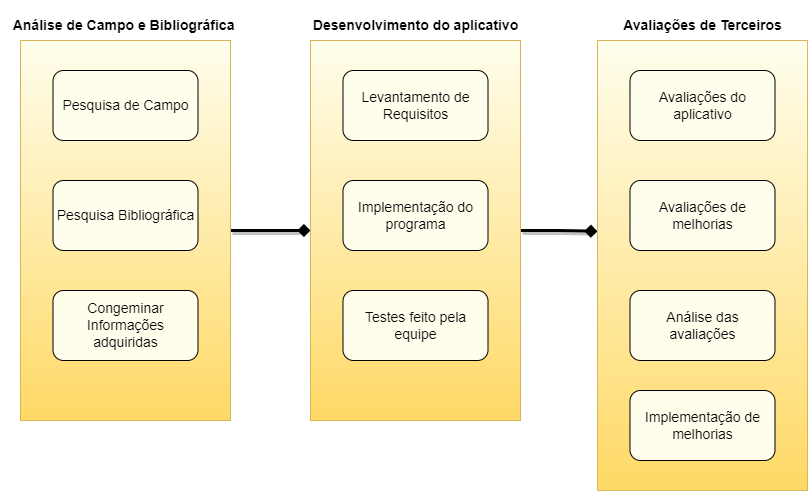 Análise de Campo e Bibliográfica
Pesquisa de Campo
Pesquisa Bibliográfica
Congeminar
Informações
adquiridas
Desenvolvimento do aplicativo
Levantamento de
Requisitos
Implementação do
programa
Testes feito pela
equipe
Avaliações de Terceiros
Avaliações do
aplicativo
Avaliações de
melhorias
Análise das
avaliações
Implementação de
melhorias